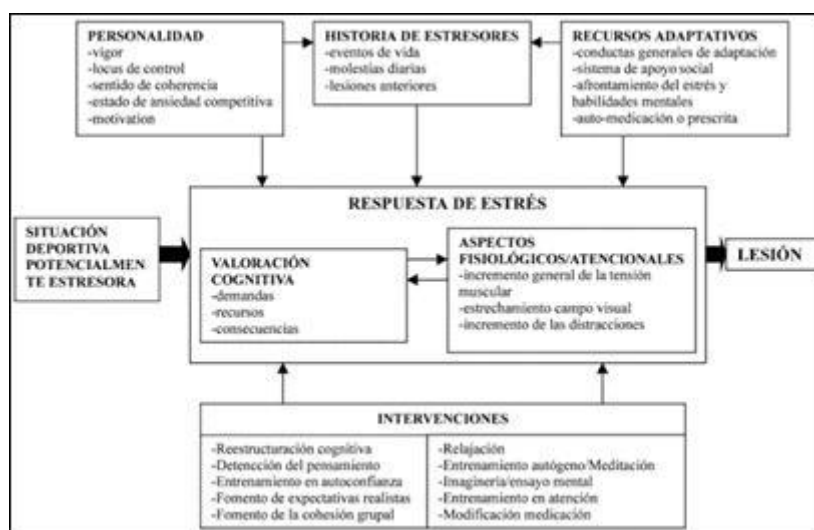 PERSONALIDAD
-vigor
-locus de control
-sentido de coherencia
-estado de ansiedad competitiva
-motivation
HISTORIA DE ESTRESORES
-eventos de vida
-molestias diarias
-lesiones anteriores
RECURSOS ADAPTATIVOS
-conductas generales de adaptación
-sistema de apoyo social
-afrontamiento del estrés y
habilidades mentales
-auto-medicación o prescrita
RESPUESTA DE ESTRÉS
SITUACIÓN
DEPORTIVA
POTENCIALMEN
TE ESTRESORA
VALORACIÓN
COGNITIVA
-demandas
-recursos
-consecuencias
ASPECTOS
FISIOLÓGICOS/ATENCIONALES
-incremento general de la tensión
muscular
-estrechamiento campo visual
-incremento de las distracciones
LESIÓN
INTERVENCIONES
-Reestructuración cognitiva
-Detención del pensamiento
-Entrenamiento en autoconfianza
-Fomento de expectativas realistas
-Fomento de la cohesión grupal
-Relajación
-Entrenamiento autógeno/Meditación
-Imaginería/ensayo mental
-Entrenamiento en atención
-Modificación medicación